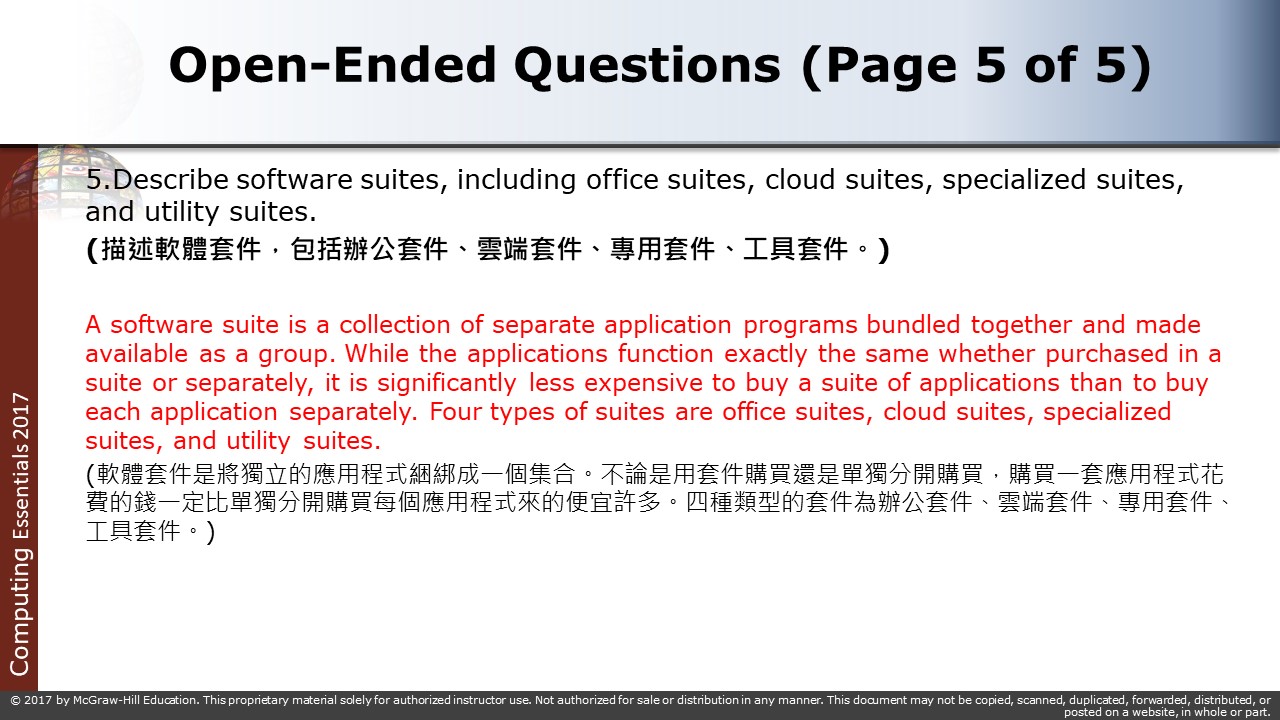 Open-Ended Questions (Page 5 of 5)
5.Describe software suites, including office suites, cloud suites, specialized suites,
and utility suites.
(描述軟體套件，包括辦公套件、雲端套件、專用套件、工具套件。)
A software suite is a collection of separate application programs bundled together and made
available as a group. While the applications function exactly the same whether purchased in a
suite or separately, it is significantly less expensive to buy a suite of applications than to buy
each application separately. Four types of suites are office suites, cloud suites, specialized
suites, and utility suites.
(軟體套件是將獨立的應用程式綑綁成一個集合。不論是用套件購買還是單獨分開購買，購買一套應用程式花
費的錢一定比單獨分開購買每個應用程式來的便宜許多。四種類型的套件為辦公套件、雲端套件、專用套件、
工具套件。)
Computing Essentials 2017
© 2017 by McGraw-Hill Education. This proprietary material solely for authorized instructor use. Not authorized for sale or distribution in any manner. This document may not be copied, scanned, duplicated, forwarded, distributed, or
posted on a website, in whole or part.